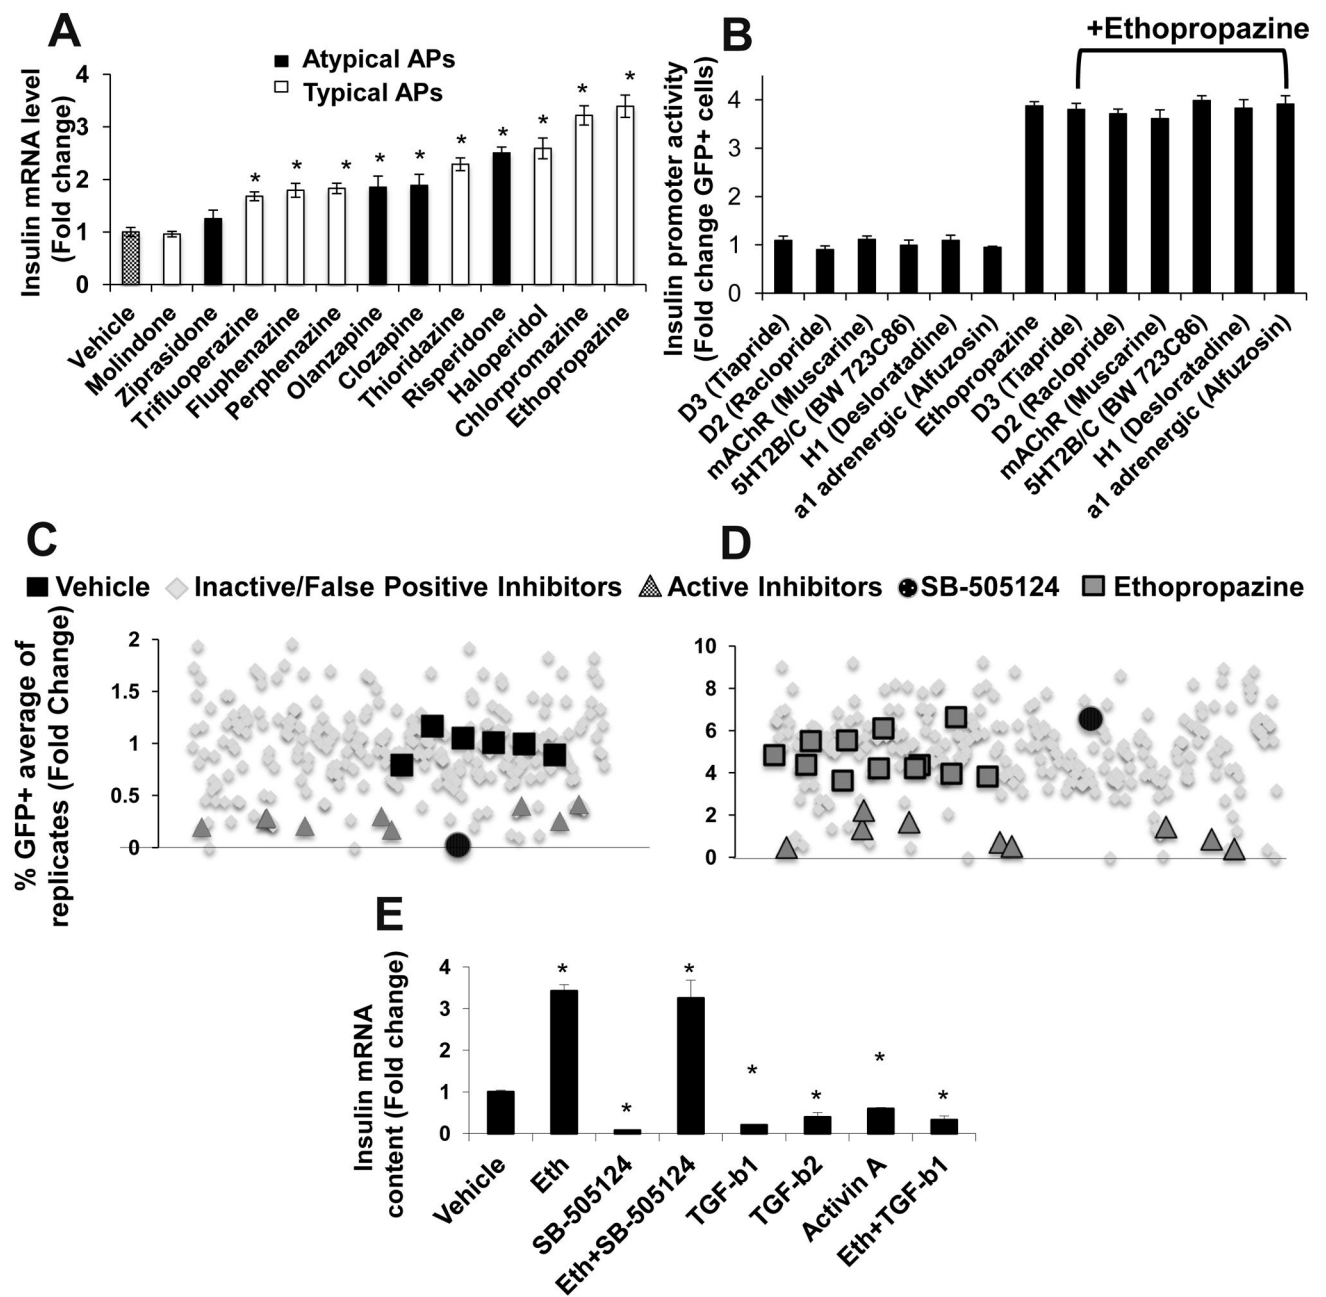 A
Atypical APs
Typical APs
Insulin mRNA level
(Fold change)
4
3
2
1
0
*
*
*
*
*
*
*
*
*
*
Vehicle
Molindone
Ziprasidone
Trifluoperazine
Fluphenazine
Perphenazine
Olanzapine
Clozapine
Thioridazine
Risperidone
Haloperidol
Chlorpromazine
Ethopropazine
B
+Ethopropazine
Insulin promoter activity
(Fold change GFP+ cells)
4
3
2
1
0
D3 (Tiapride)
D2 (Raclopride)
mAChR (Muscarine)
5HT2B/C (BW 723C86)
H1 (Desloratadine)
a1 adrenergic (Alfuzosin)
Ethopropazine
D3 (Tiapride)
D2 (Raclopride)
mAChR (Muscarine)
5HT2B/C (BW 723C86)
H1 (Desloratadine)
a1 adrenergic (Alfuzosin)
C
D
Vehicle
Inactive/False Positive Inhibitors
Active Inhibitors
SB-505124
Ethopropazine
% GFP+ average of
replicates (Fold Change)
2
1.5
1
0.5
0
10
8
6
4
2
0
E
Insulin mRNA
content (Fold change)
4
3
2
1
0
*
*
*
*
*
*
*
Vehicle
Eth
SB-505124
Eth+SB-505124
TGF-b1
TGF-b2
Activin A
Eth+TGF-b1